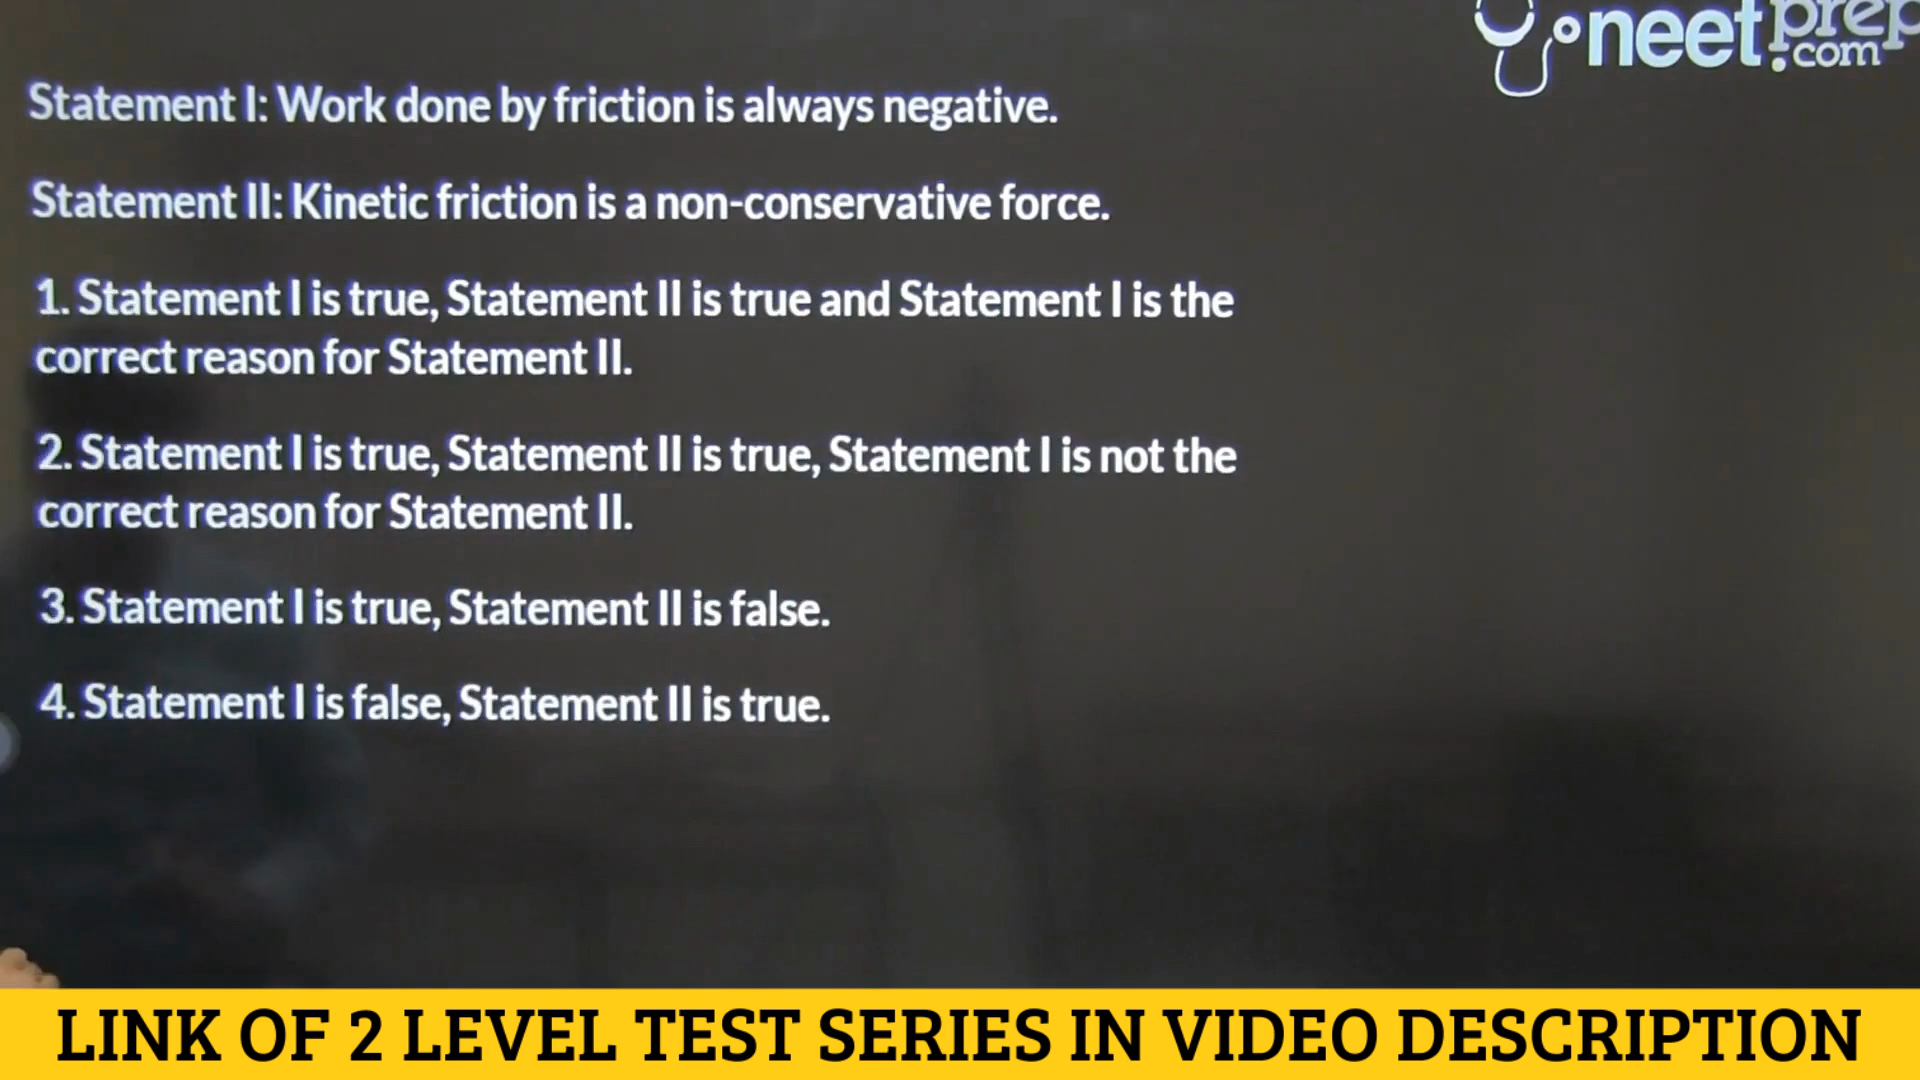 neetprep
.com
Statement I: Work done by friction is always negative.
Statement II: Kinetic friction is a non-conservative force.
1. Statement I is true, Statement II is true and Statement I is the
correct reason for Statement II.
2. Statement I is true, Statement II is true, Statement I is not the
correct reason for Statement II.
3. Statement I is true, Statement II is false.
4. Statement I is false, Statement II is true.
LINK OF 2 LEVEL TEST SERIES IN VIDEO DESCRIPTION